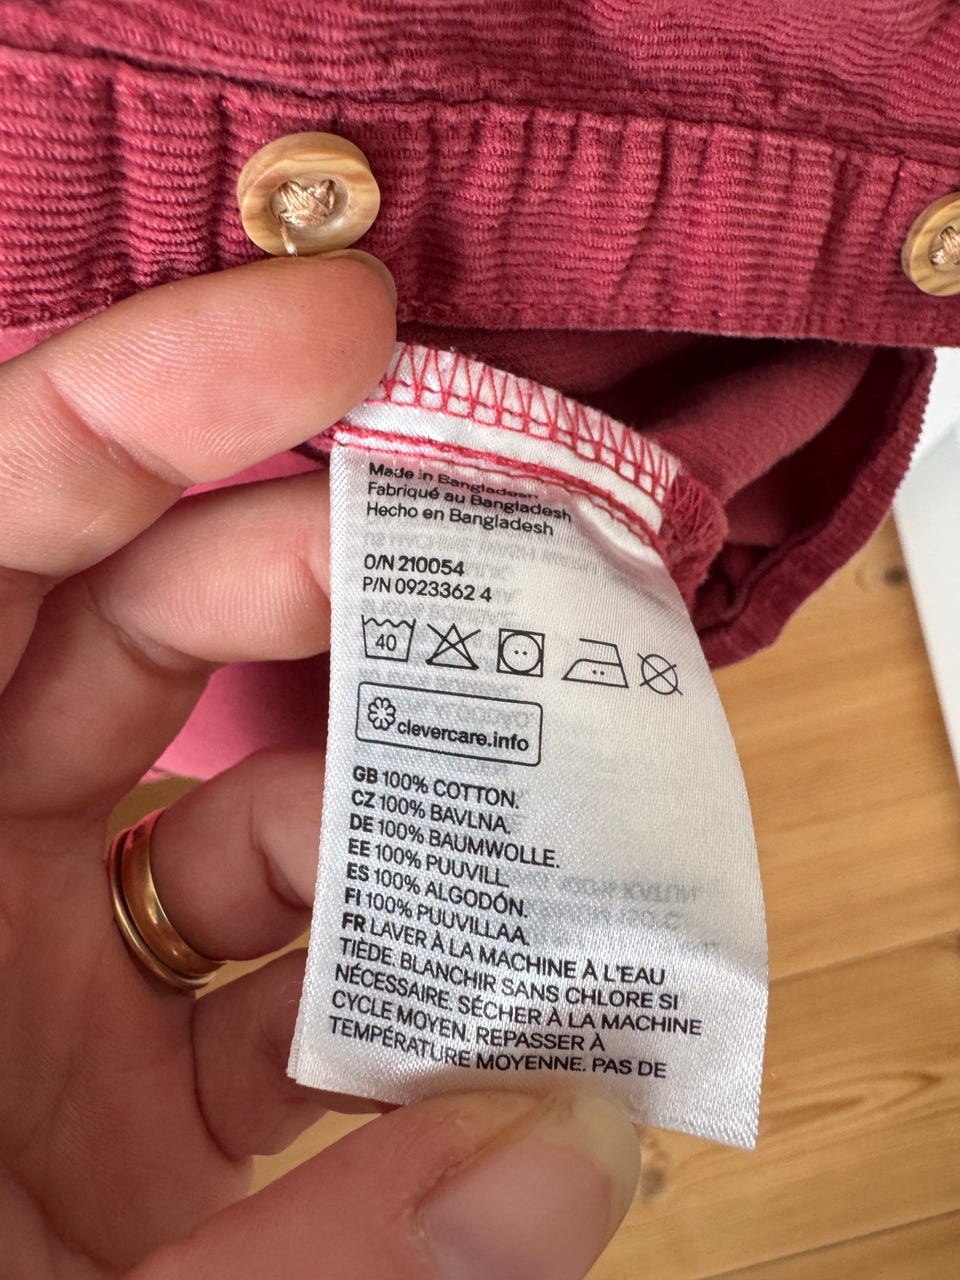 Made in Bangladesh
Fabriqué au Bangladesh
Hecho en Bangladesh
O/N 210054
P/N 0923362 4
40
clevercare.info
GB 100% COTTON.
CZ 100% BAVLNA.
DE 100% BAUMWOLLE.
EE 100% PUUVILL.
ES 100% ALGODÓN.
FI 100% PUUVILLAA.
FR LAVER À LA MACHINE À L'EAU
TIÈDE. BLANCHIR SANS CHLORE SI
NÉCESSAIRE. SÉCHER À LA MACHINE
CYCLE MOYEN. REPASSER À
TEMPÉRATURE MOYENNE. PAS DE